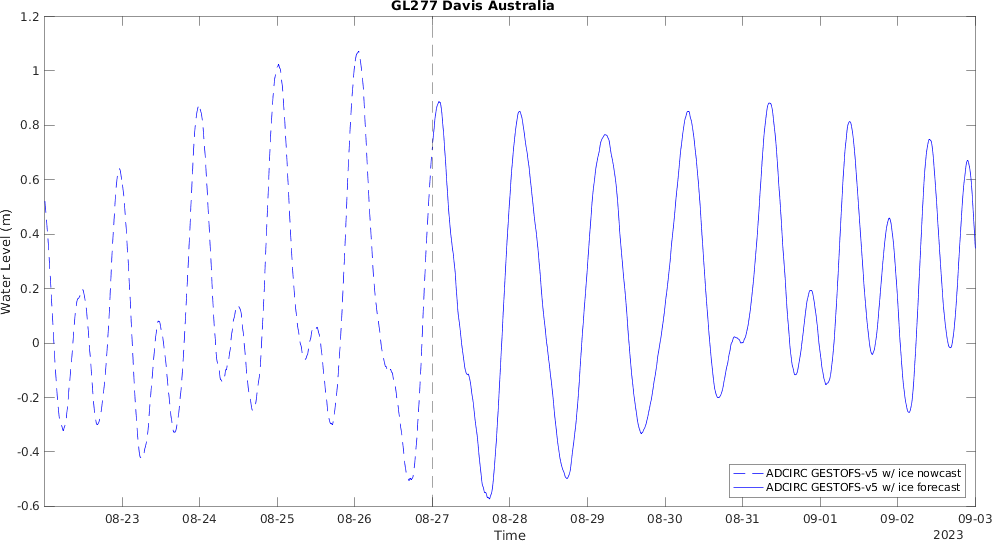 GL277 Davis Australia
Water Level (m)
1.2
1
0.8
0.6
0.4
0.2
0
-0.2
-0.4
-0.6
ADCIRC GESTOFS-v5 w/ ice nowcast
ADCIRC GESTOFS-v5 w/ ice forecast
08-23 08-24 08-25 08-26 08-27 08-28 08-29 08-30 08-31 09-01 09-02 09-03
Time
2023